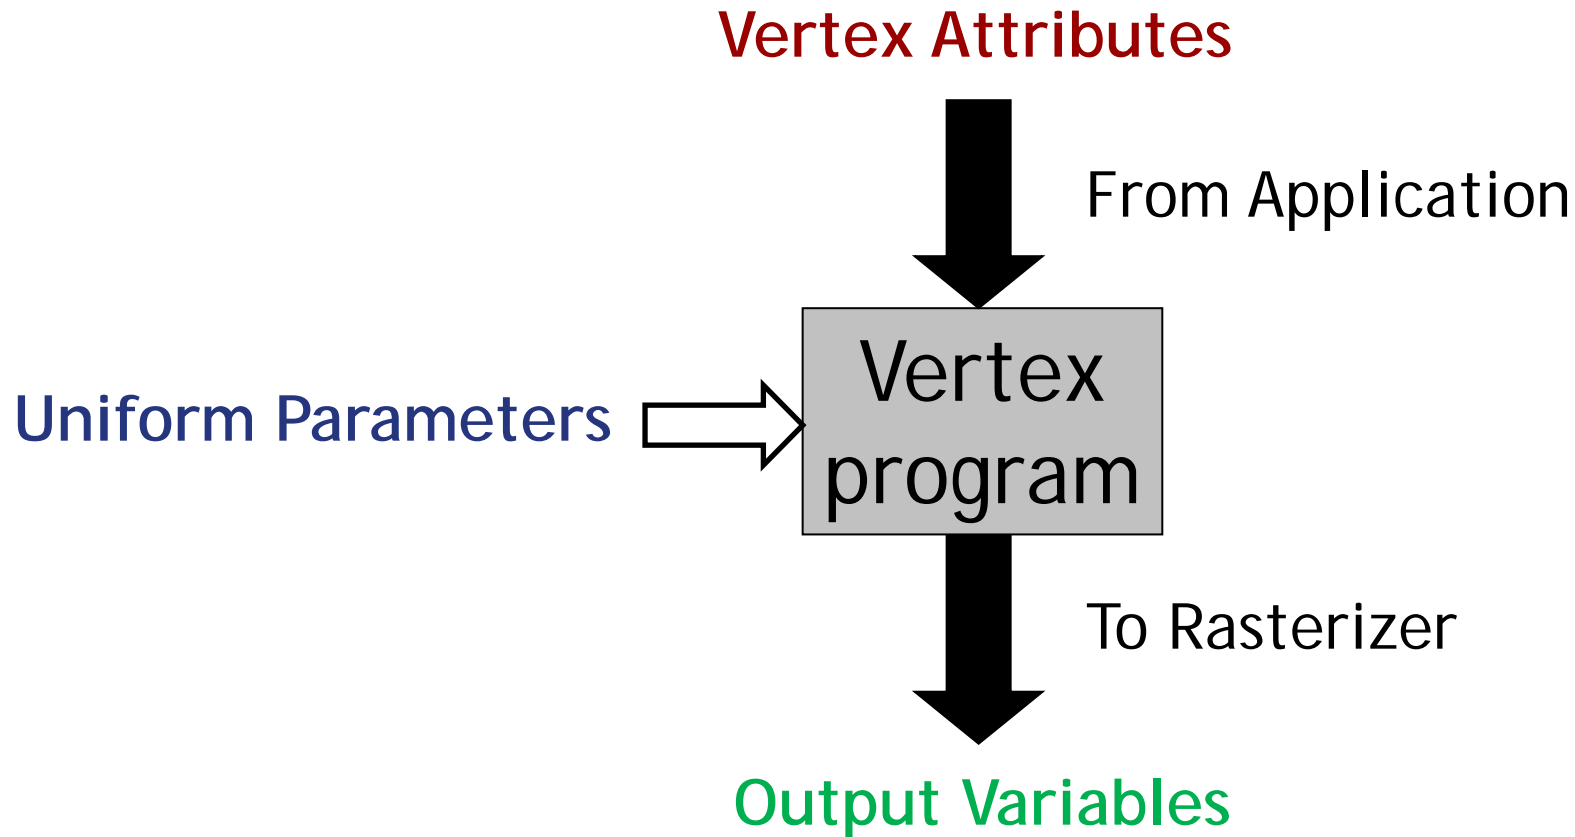 Vertex Attributes
From Application
Vertex
program
Uniform Parameters
To Rasterizer
Output Variables